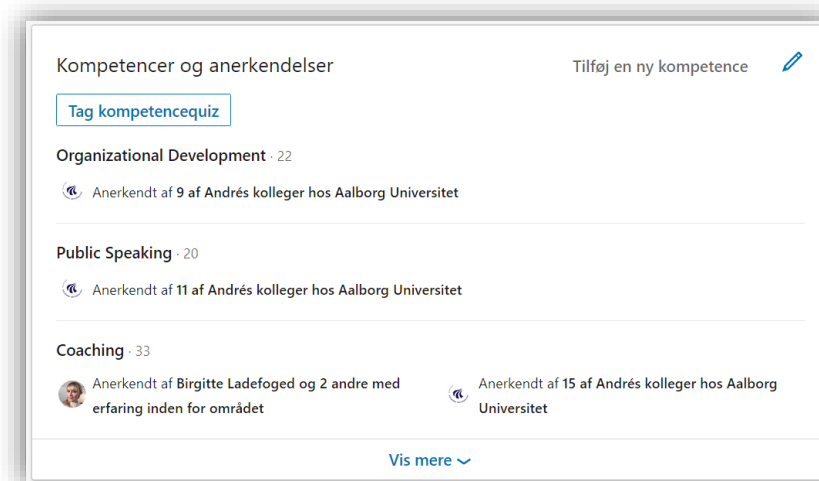 Kompetencer og anerkendelser
Tilføj en ny kompetence
Tag kompetencequiz
Organizational Development · 22
Anerkendt af 9 af Andrés kolleger hos Aalborg Universitet
Public Speaking · 20
Anerkendt af 11 af Andrés kolleger hos Aalborg Universitet
Coaching · 33
Anerkendt af Birgitte Ladefoged og 2 andre med
erfaring inden for området
Anerkendt af 15 af Andrés kolleger hos Aalborg
Universitet
Vis mere